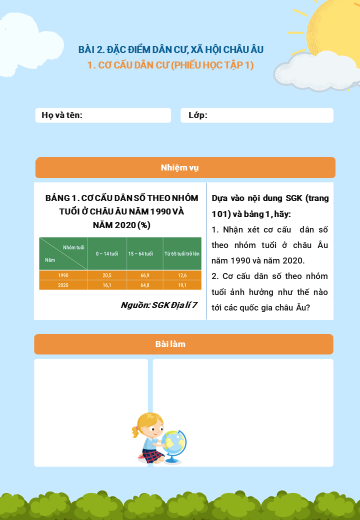 BÀI 2. ĐẶC ĐIỂM DÂN CƯ, XÃ HỘI CHÂU ÂU
1. CƠ CẤU DÂN CƯ (PHIẾU HỌC TẬP 1)
Họ và tên:
Lớp:
Nhiệm vụ
BẢNG 1. CƠ CẤU DÂN SỐ THEO NHÓM
TUỔI Ở CHÂU ÂU NĂM 1990 VÀ
NĂM 2020 (%)
Nhóm tuổi
Năm
0 – 14 tuổi
15 – 64 tuổi
Từ 65 tuổi trở lên
1990 20,5 66,9 12,6
2020 16,1 64,8 19,1
Nguồn: SGK Địa lí 7
Dựa vào nội dung SGK (trang
101) và bảng 1, hãy:
1. Nhận xét cơ cấu dân số
theo nhóm tuổi ở châu Âu
năm 1990 và năm 2020.
2. Cơ cấu dân số theo nhóm
tuổi ảnh hưởng như thế nào
tới các quốc gia châu Âu?
Bài làm